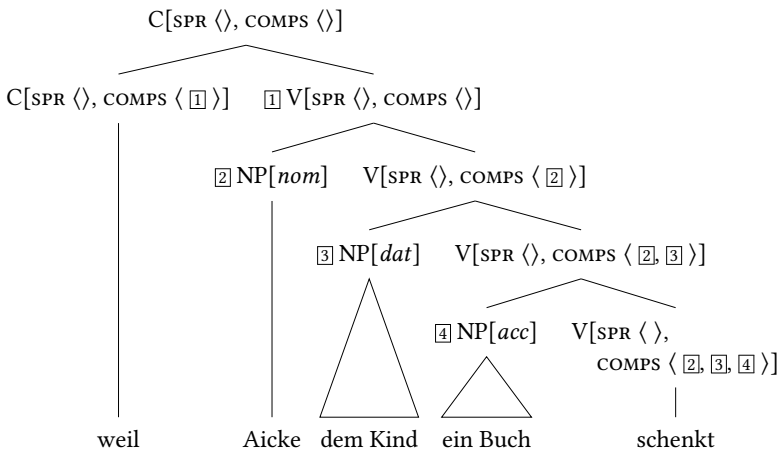 C[SPR ⟨⟩, COMPS ⟨⟩]
C[SPR ⟨⟩, COMPS ⟨ 1 ⟩] 1 V[SPR ⟨⟩, COMPS ⟨⟩]
2 NP[nom] V[SPR ⟨⟩, COMPS ⟨ 2 ⟩]
3 NP[dat] V[SPR ⟨⟩, COMPS ⟨ 2, 3 ⟩]
4 NP[acc] V[SPR ⟨ ⟩,
COMPS ⟨ 2, 3, 4 ⟩]
weil Aicke dem Kind ein Buch schenkt